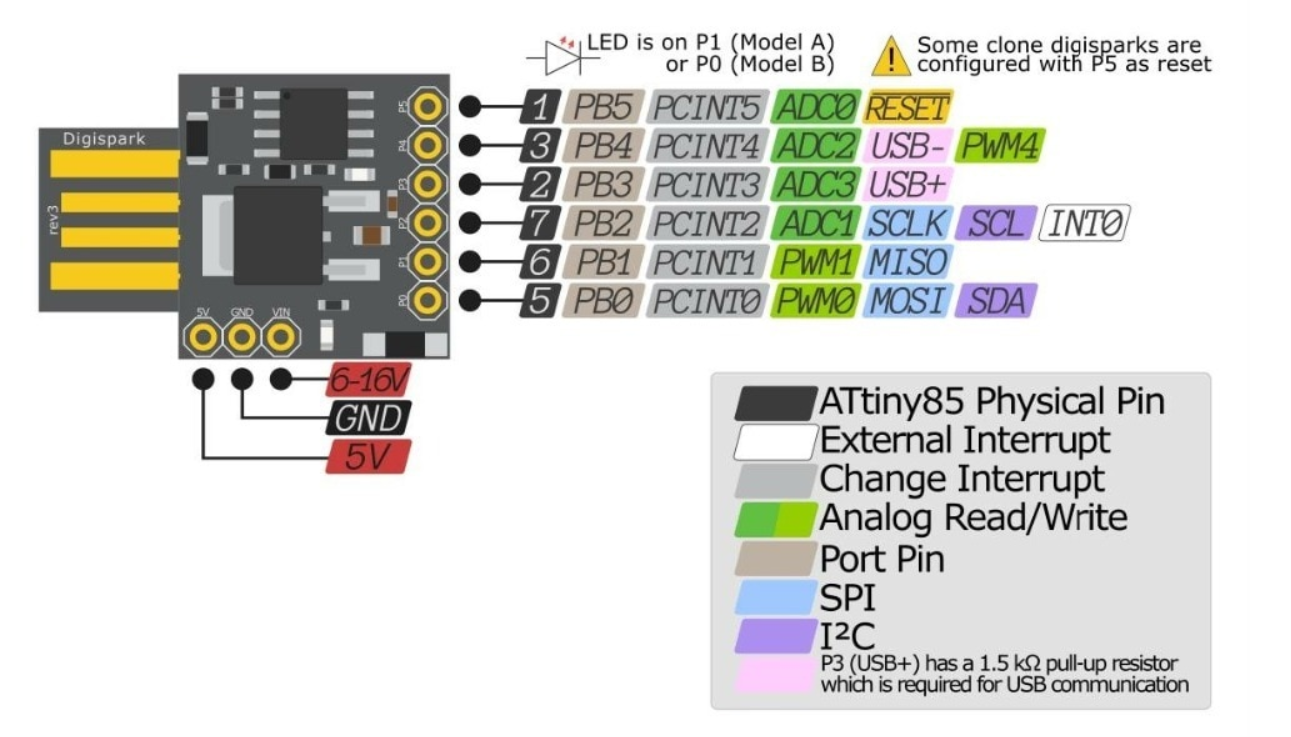 LED is on P1 (Model A)
or P0 (Model B)
! Some clone digisparks are
configured with P5 as reset
Digispark
rev3
P5
P4
P3
P2
P1
P0
5V GND VIN
1 PB5 PCINT5 ADC0 RESET
3 PB4 PCINT4 ADC2 USB- PWM4
2 PB3 PCINT3 ADC3 USB+
7 PB2 PCINT2 ADC1 SCLK SCL INT0
6 PB1 PCINT1 PWM1 MISO
5 PB0 PCINT0 PWM0 MOSI SDA
6-16V
GND
5V
ATtiny85 Physical Pin
External Interrupt
Change Interrupt
Analog Read/Write
Port Pin
SPI
I²C
P3 (USB+) has a 1.5 kΩ pull-up resistor
which is required for USB communication